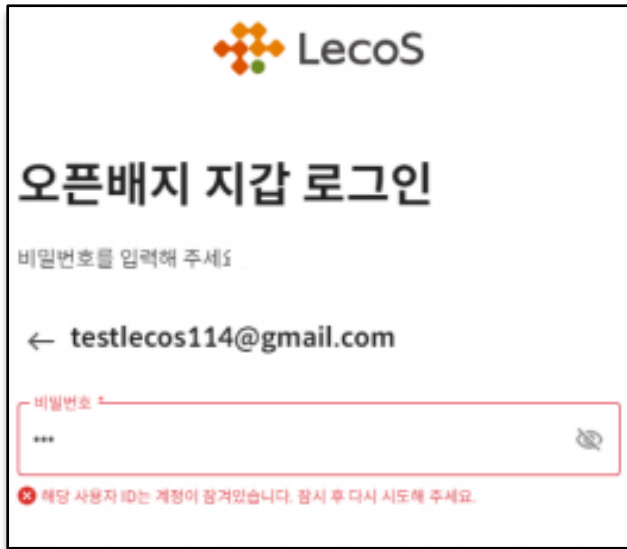 LecoS
오픈배지 지갑 로그인
비밀번호를 입력해 주세요
← testlecos114@gmail.com
비밀번호 *
•••
해당 사용자 ID는 계정이 잠겨있습니다. 잠시 후 다시 시도해 주세요.